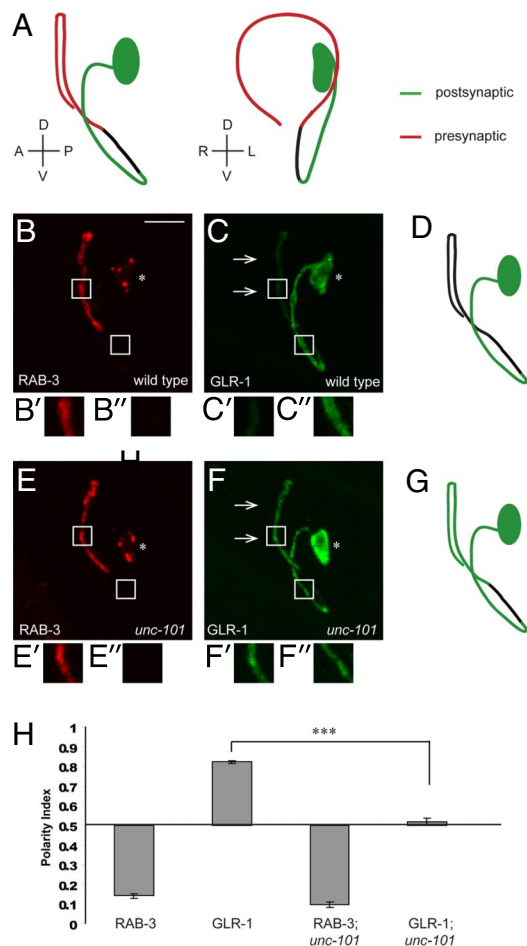 A
D
A P
V
D
R L
V
postsynaptic
presynaptic
B
*
RAB-3 wild type
C
*
GLR-1 wild type
D
B′ B″ C′ C″
E
*
RAB-3 unc-101
F
*
GLR-1 unc-101
G
E′ E″ F′ F″
H
***
Polarity Index
1
0.9
0.8
0.7
0.6
0.5
0.4
0.3
0.2
0.1
0
RAB-3 GLR-1 RAB-3; GLR-1;
unc-101 unc-101